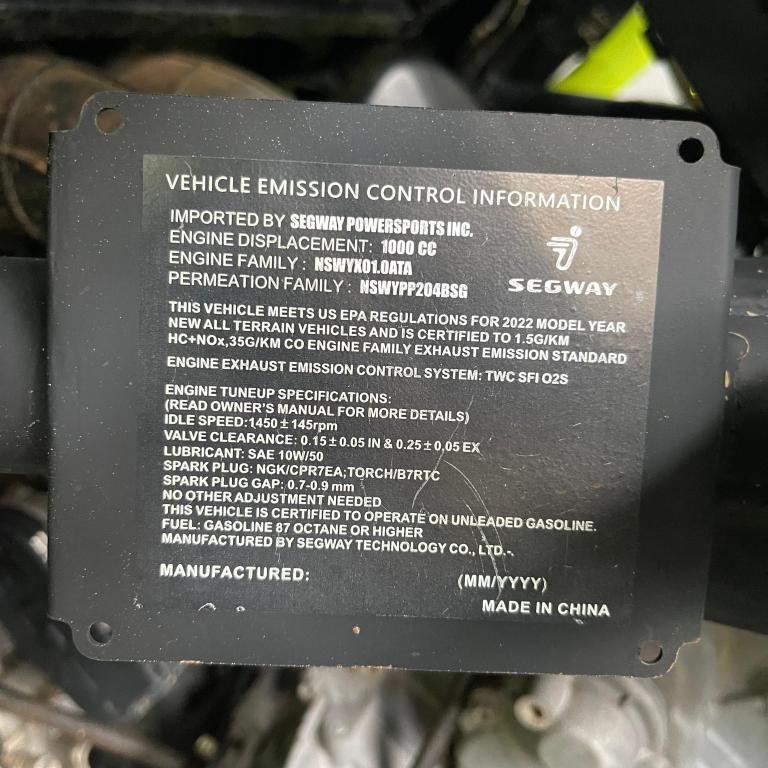 VEHICLE EMISSION CONTROL INFORMATION
IMPORTED BY SEGWAY POWERSPORTS INC.
ENGINE DISPLACEMENT: 1000 CC
ENGINE FAMILY: NSWYX01.0ATA
PERMEATION FAMILY: NSWYPP204BSG
SEGWAY
THIS VEHICLE MEETS US EPA REGULATIONS FOR 2022 MODEL YEAR
NEW ALL TERRAIN VEHICLES AND IS CERTIFIED TO 1.5G/KM
HC+NOx,35G/KM CO ENGINE FAMILY EXHAUST EMISSION STANDARD
ENGINE EXHAUST EMISSION CONTROL SYSTEM: TWC SFI O2S
ENGINE TUNEUP SPECIFICATIONS:
(READ OWNER'S MANUAL FOR MORE DETAILS)
IDLE SPEED:1450±145rpm
VALVE CLEARANCE: 0.15±0.05 IN & 0.25±0.05 EX
LUBRICANT: SAE 10W/50
SPARK PLUG: NGK/CPR7EA;TORCH/B7RTC
SPARK PLUG GAP: 0.7-0.9 mm
NO OTHER ADJUSTMENT NEEDED
THIS VEHICLE IS CERTIFIED TO OPERATE ON UNLEADED GASOLINE.
FUEL: GASOLINE 87 OCTANE OR HIGHER
MANUFACTURED BY SEGWAY TECHNOLOGY CO., LTD.
MANUFACTURED: (MM/YYYY)
MADE IN CHINA